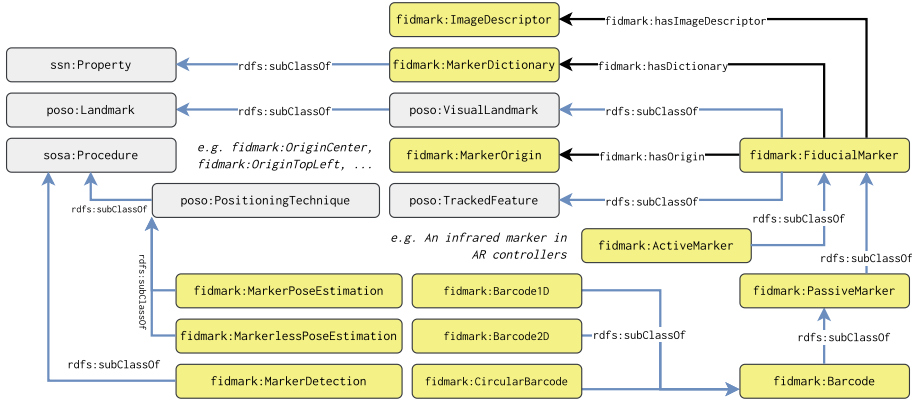 fidmark:ImageDescriptor
fidmark:hasImageDescriptor
ssn:Property
rdfs:subClassOf
fidmark:MarkerDictionary
fidmark:hasDictionary
poso:Landmark
rdfs:subClassOf
poso:VisualLandmark
rdfs:subClassOf
sosa:Procedure
e.g. fidmark:OriginCenter,
fidmark:OriginTopLeft, ...
fidmark:MarkerOrigin
fidmark:hasOrigin
fidmark:FiducialMarker
rdfs:subClassOf
poso:PositioningTechnique
poso:TrackedFeature
rdfs:subClassOf
rdfs:subClassOf
e.g. An infrared marker in
AR controllers
fidmark:ActiveMarker
rdfs:subClassOf
rdfs:subClassOf
fidmark:MarkerPoseEstimation
fidmark:Barcode1D
fidmark:PassiveMarker
fidmark:MarkerlessPoseEstimation
fidmark:Barcode2D
rdfs:subClassOf
rdfs:subClassOf
rdfs:subClassOf
fidmark:MarkerDetection
fidmark:CircularBarcode
fidmark:Barcode